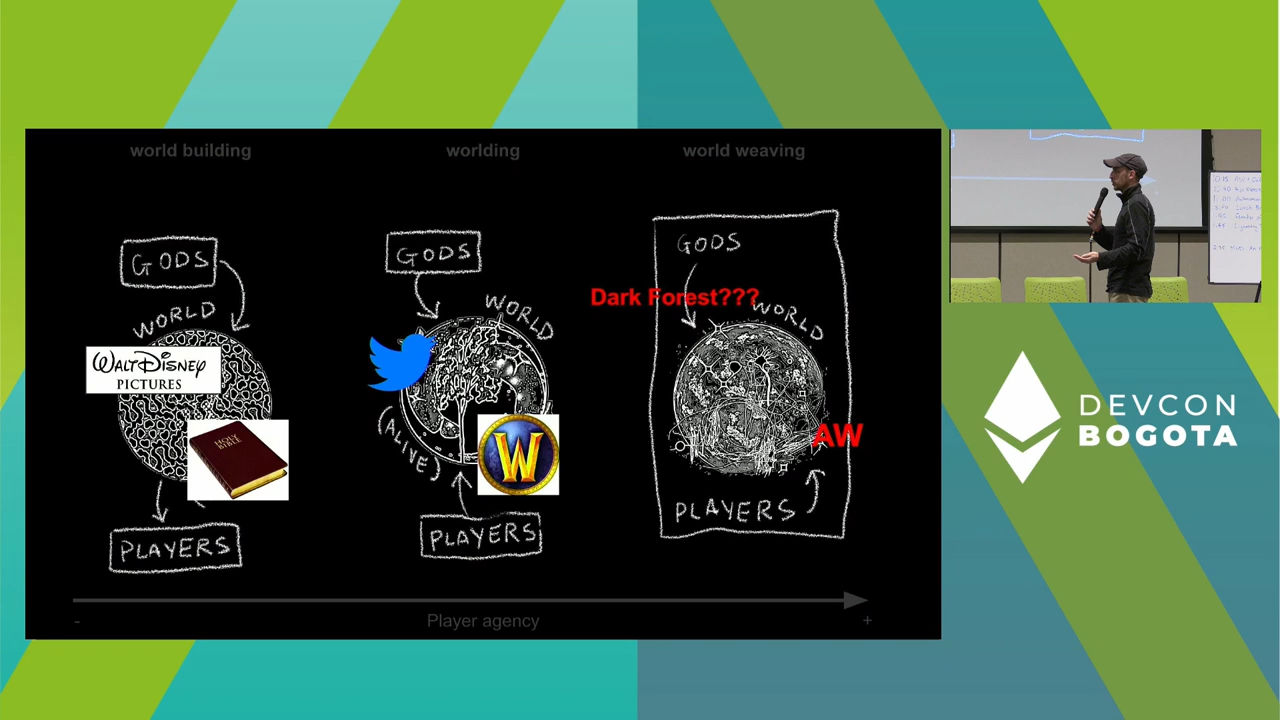 world building
worlding
world weaving
GODS
WORLD
WALT DISNEY
PICTURES
HOLY
BIBLE
PLAYERS
GODS
WORLD
(ALIVE)
W
PLAYERS
GODS
Dark Forest???
WORLD
AW
PLAYERS
-
Player agency
+
DEVCON
BOGOTA